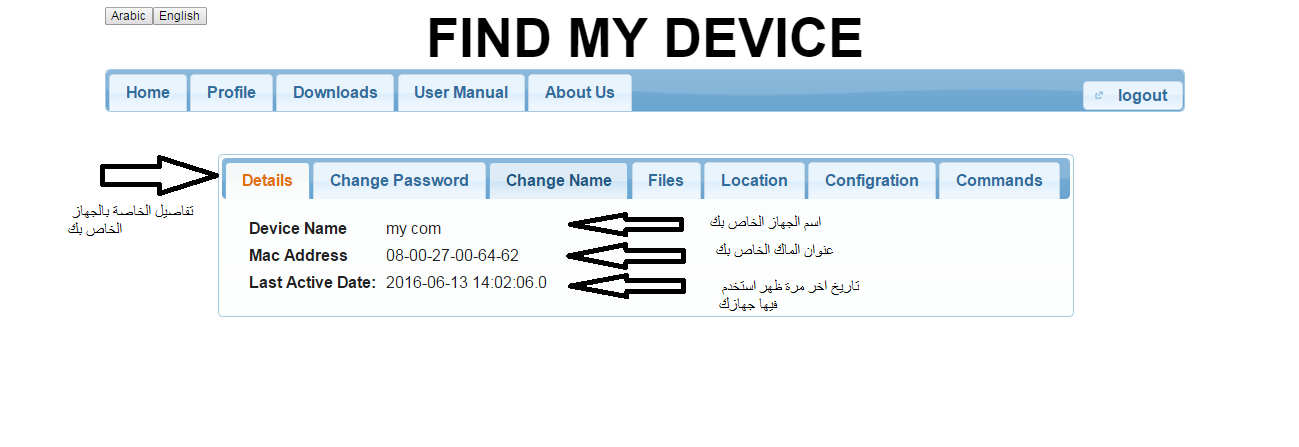 Arabic English
FIND MY DEVICE
Home Profile Downloads User Manual About Us logout
Details Change Password Change Name Files Location Configration Commands
تفاصيل الخاصة بالجهاز
الخاص بك
Device Name my com
اسم الجهاز الخاص بك
Mac Address 08-00-27-00-64-62
عنوان الماك الخاص بك
Last Active Date: 2016-06-13 14:02:06.0
تاريخ اخر مرة ظهر استخدم
فيها جهازك